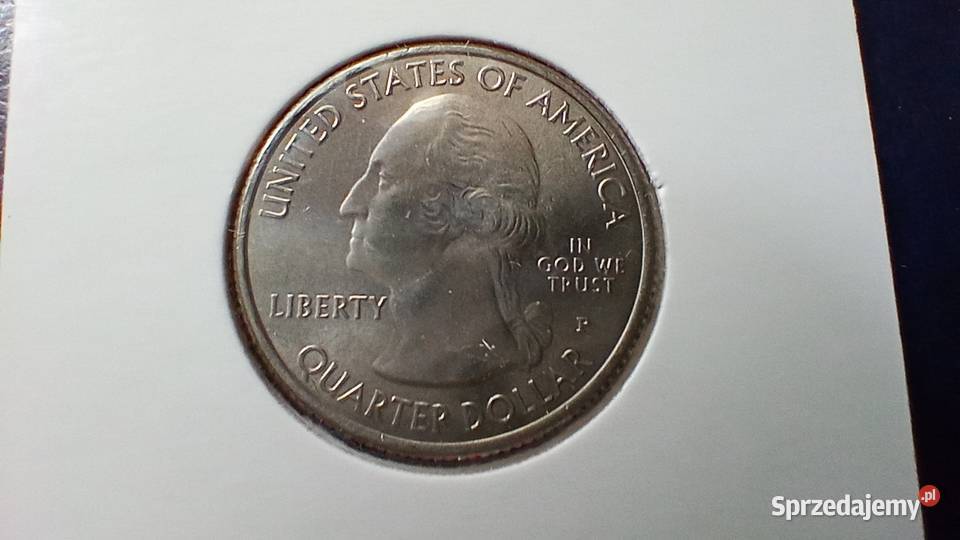 UNITED STATES OF AMERICA
IN
GOD WE
TRUST
LIBERTY
P
QUARTER DOLLAR
Sprzedajemy.pl